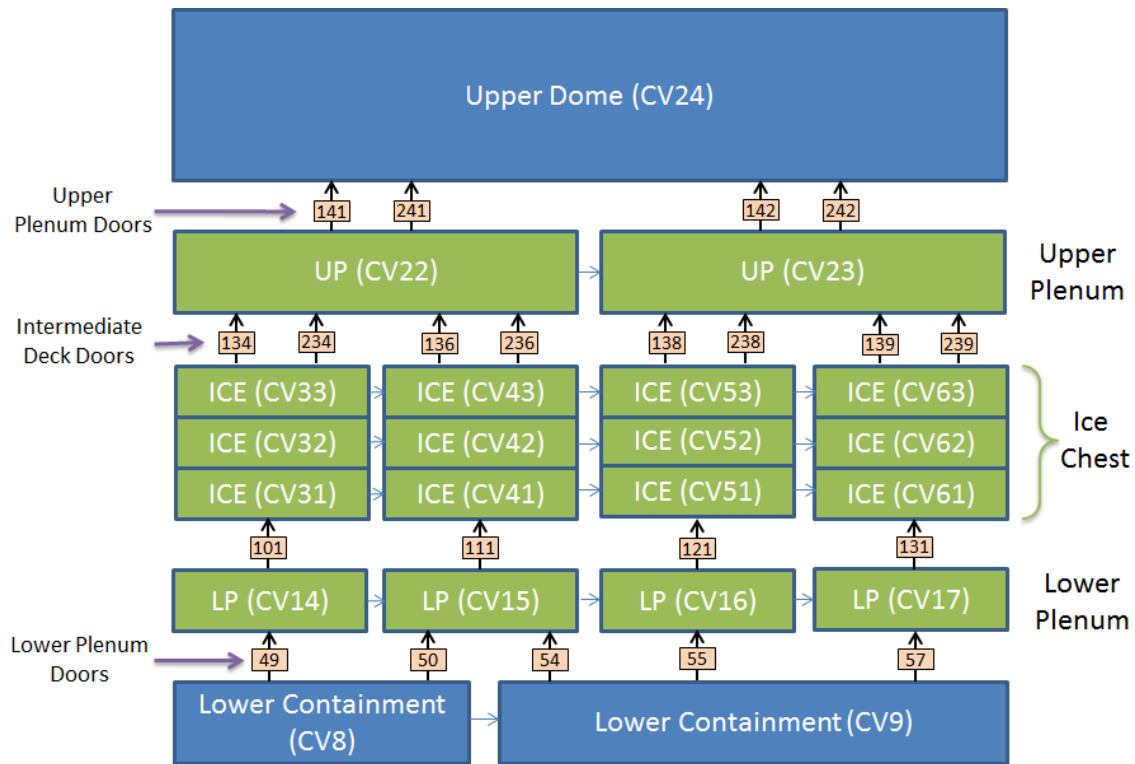 Upper Dome (CV24)
Upper
Plenum Doors
141
241
142
242
UP (CV22)
UP (CV23)
Upper
Plenum
Intermediate
Deck Doors
134
234
136
236
138
238
139
239
ICE (CV33)
ICE (CV43)
ICE (CV53)
ICE (CV63)
ICE (CV32)
ICE (CV42)
ICE (CV52)
ICE (CV62)
ICE (CV31)
ICE (CV41)
ICE (CV51)
ICE (CV61)
Ice
Chest
101
111
121
131
LP (CV14)
LP (CV15)
LP (CV16)
LP (CV17)
Lower
Plenum
Lower Plenum
Doors
49
50
54
55
57
Lower Containment
(CV8)
Lower Containment (CV9)